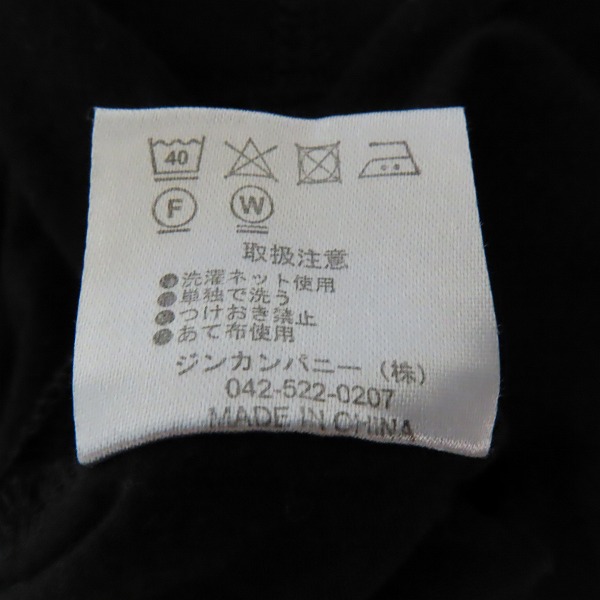 40
F W
取扱注意
●洗濯ネット使用
●単独で洗う
●つけおき禁止
●あて布使用
ジンカンパニー（株）
042-522-0207
MADE IN CHINA